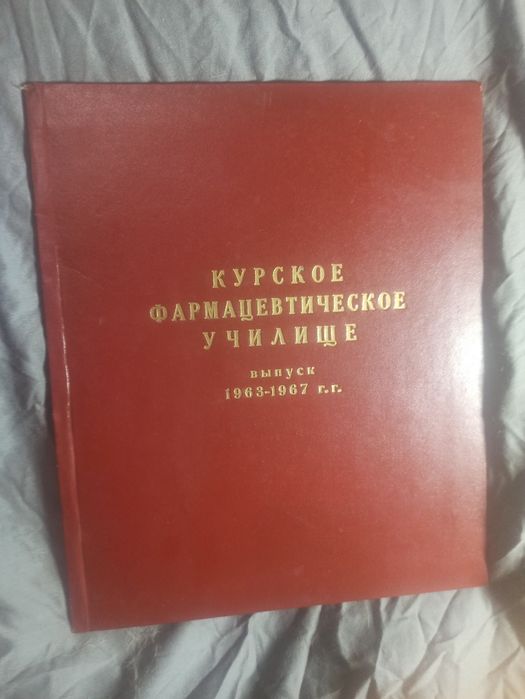 КУРСКОЕ
ФАРМАЦЕВТИЧЕСКОЕ
УЧИЛИЩЕ
выпуск
1963-1967 г.г.